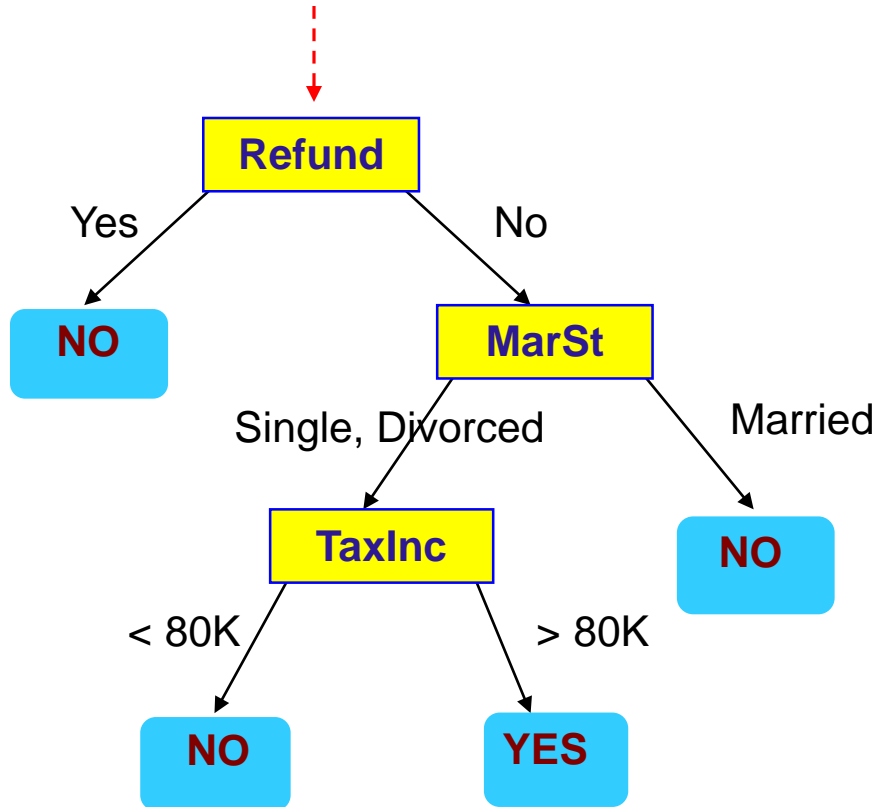 Refund
Yes
No
NO
MarSt
Single, Divorced
Married
TaxInc
NO
< 80K
> 80K
NO
YES